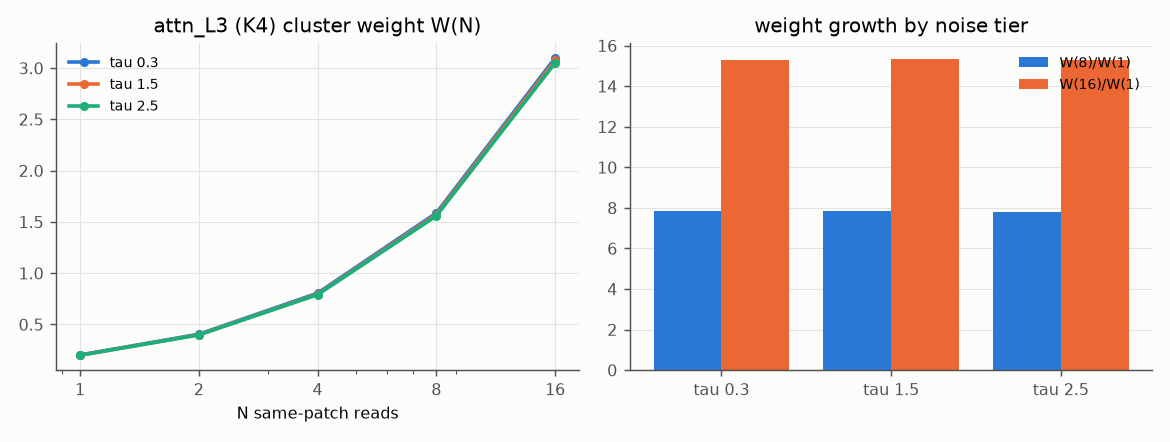 attn_L3 (K4) cluster weight W(N)
tau 0.3
tau 1.5
tau 2.5
3.0
2.5
2.0
1.5
1.0
0.5
1
2
4
8
16
N same-patch reads
weight growth by noise tier
W(8)/W(1)
W(16)/W(1)
16
14
12
10
8
6
4
2
0
tau 0.3
tau 1.5
tau 2.5